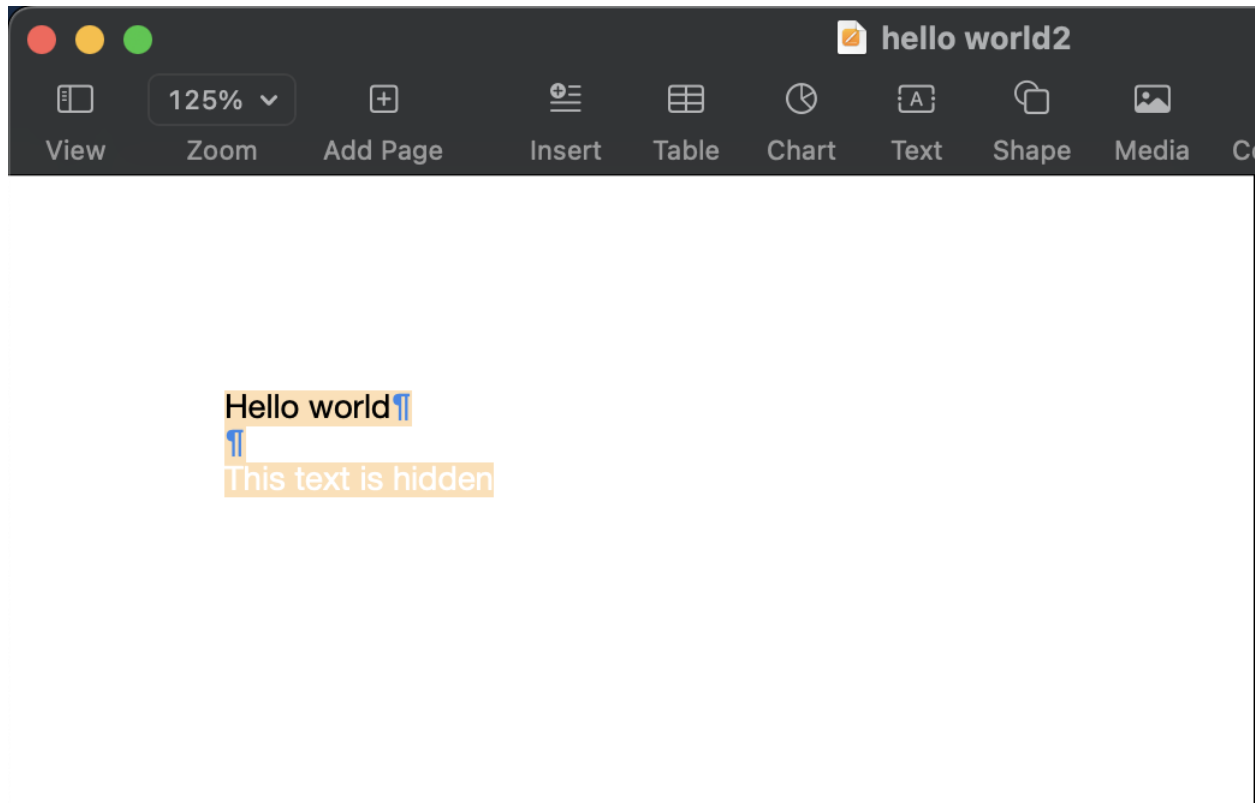 hello world2
125%
View Zoom Add Page Insert Table Chart Text Shape Media
Hello world¶
¶
This text is hidden